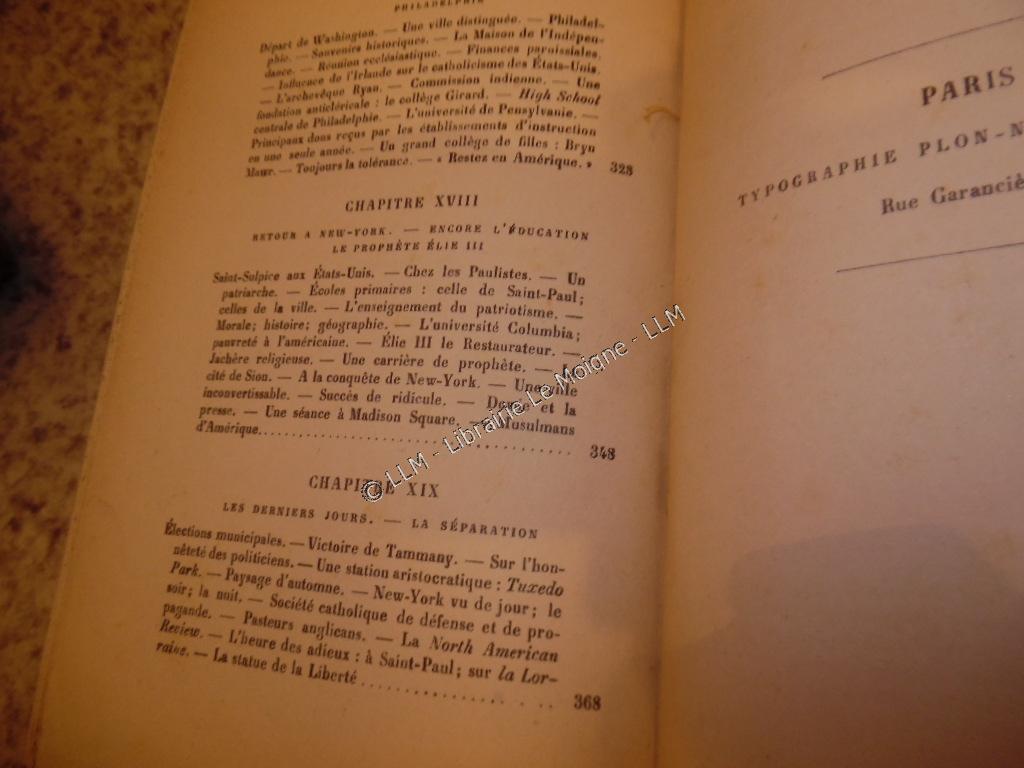 PHILADELPHIE
Départ de Washington. — Une ville distinguée. — Philadel-
phie. — Souvenirs historiques. — La Maison de l'Indépen-
dance. — Réunion ecclésiastique. — Finances paroissiales.
— Influence de l'Irlande sur le catholicisme des États-Unis.
— L'archevêque Ryan. — Commission indienne. — Une
fondation anticléricale : le collège Girard. — High School
centrale de Philadelphie. — L'université de Pensylvanie. —
Principaux dons reçus par les établissements d'instruction
en une seule année. — Un grand collège de filles : Bryn
Mawr. — Toujours la tolérance. — « Restez en Amérique. » 328
CHAPITRE XVIII
RETOUR A NEW-YORK. — ENCORE L'ÉDUCATION
LE PROPHÈTE ÉLIE III
Saint-Sulpice aux États-Unis. — Chez les Paulistes. — Un
patriarche. — Écoles primaires : celle de Saint-Paul;
celles de la ville. — L'enseignement du patriotisme. —
Morale; histoire; géographie. — L'université Columbia;
pauvreté à l'américaine. — Élie III le Restaurateur. —
Jachère religieuse. — Une carrière de prophète. — La
cité de Sion. — A la conquête de New-York. — Une ville
inconvertissable. — Succès de ridicule. — Dowie et la
presse. — Une séance à Madison Square. — Musulmans
d'Amérique. 348
CHAPITRE XIX
LES DERNIERS JOURS. — LA SÉPARATION
Élections municipales. — Victoire de Tammany. — Sur l'hon-
nêteté des politiciens. — Une station aristocratique : Tuxedo
Park. — Paysage d'automne. — New-York vu de jour; le
soir; la nuit. — Société catholique de défense et de pro-
pagande. — Pasteurs anglicans. — La North American
Review. — L'heure des adieux : à Saint-Paul; sur la Lor-
raine. — La statue de la Liberté 368
PARIS
TYPOGRAPHIE PLON-N
Rue Garanciè
© LLM - Librairie Le Moigne - LLM